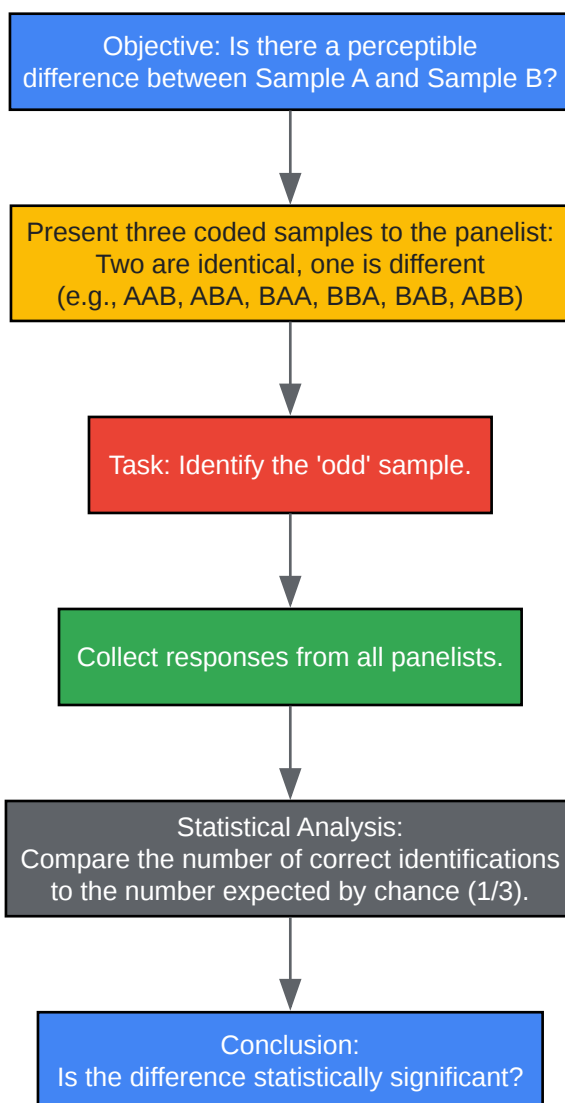 Objective: Is there a perceptible
difference between Sample A and Sample B?
Present three coded samples to the panelist:
Two are identical, one is different
(e.g., AAB, ABA, BAA, BBA, BAB, ABB)
Task: Identify the 'odd' sample.
Collect responses from all panelists.
Statistical Analysis:
Compare the number of correct identifications
to the number expected by chance (1/3).
Conclusion:
Is the difference statistically significant?